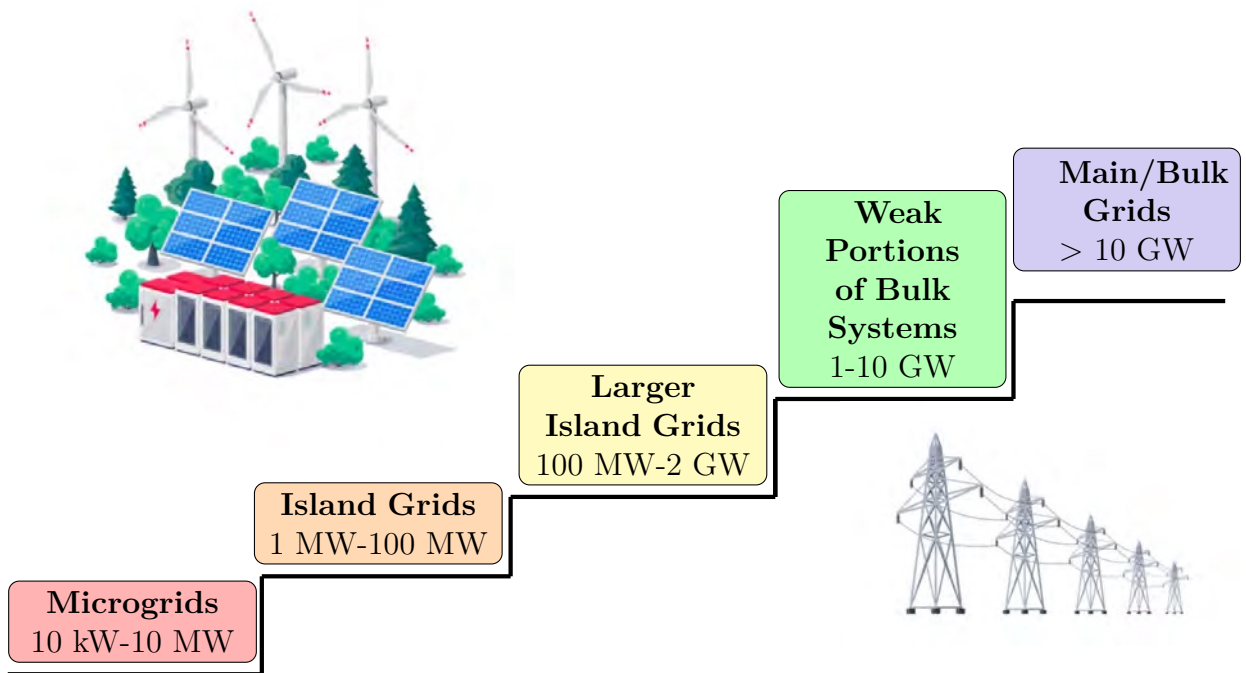 Microgrids
10 kW-10 MW
Island Grids
1 MW-100 MW
Larger
Island Grids
100 MW-2 GW
Weak
Portions
of Bulk
Systems
1-10 GW
Main/Bulk
Grids
> 10 GW